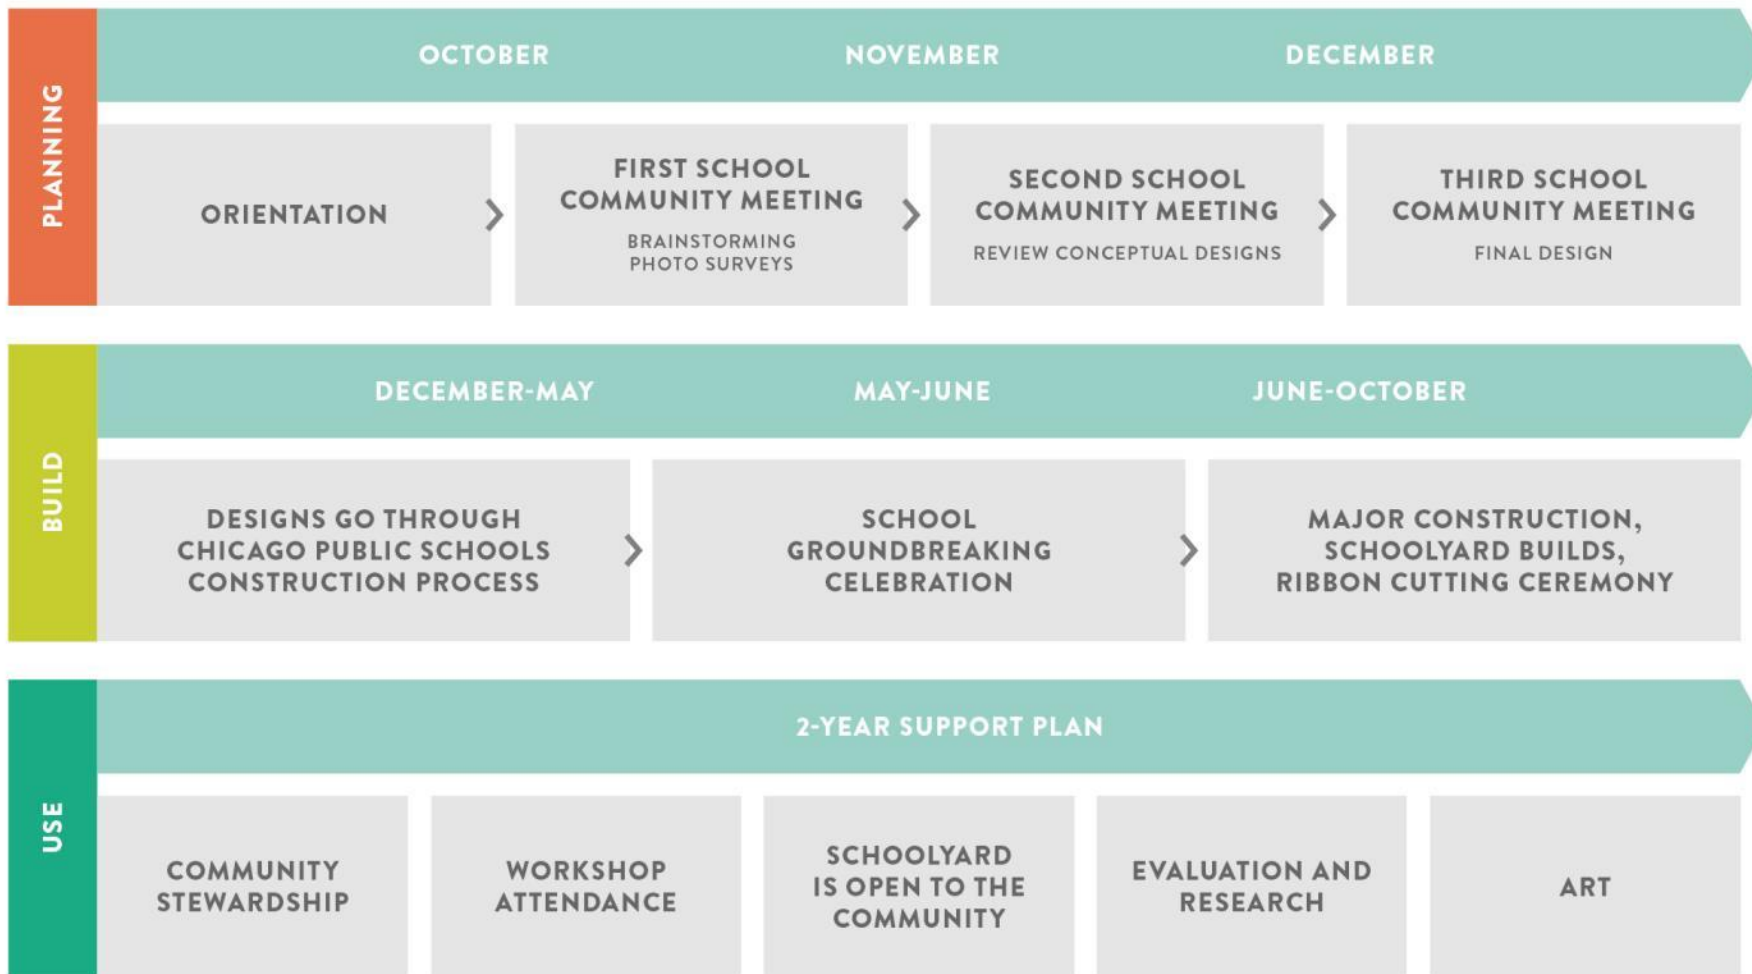 PLANNING
OCTOBER
NOVEMBER
DECEMBER
ORIENTATION
FIRST SCHOOL
COMMUNITY MEETING
BRAINSTORMING
PHOTO SURVEYS
SECOND SCHOOL
COMMUNITY MEETING
REVIEW CONCEPTUAL DESIGNS
THIRD SCHOOL
COMMUNITY MEETING
FINAL DESIGN
BUILD
DECEMBER-MAY
MAY-JUNE
JUNE-OCTOBER
DESIGNS GO THROUGH
CHICAGO PUBLIC SCHOOLS
CONSTRUCTION PROCESS
SCHOOL
GROUNDBREAKING
CELEBRATION
MAJOR CONSTRUCTION,
SCHOOLYARD BUILDS,
RIBBON CUTTING CEREMONY
USE
2-YEAR SUPPORT PLAN
COMMUNITY
STEWARDSHIP
WORKSHOP
ATTENDANCE
SCHOOLYARD
IS OPEN TO THE
COMMUNITY
EVALUATION AND
RESEARCH
ART